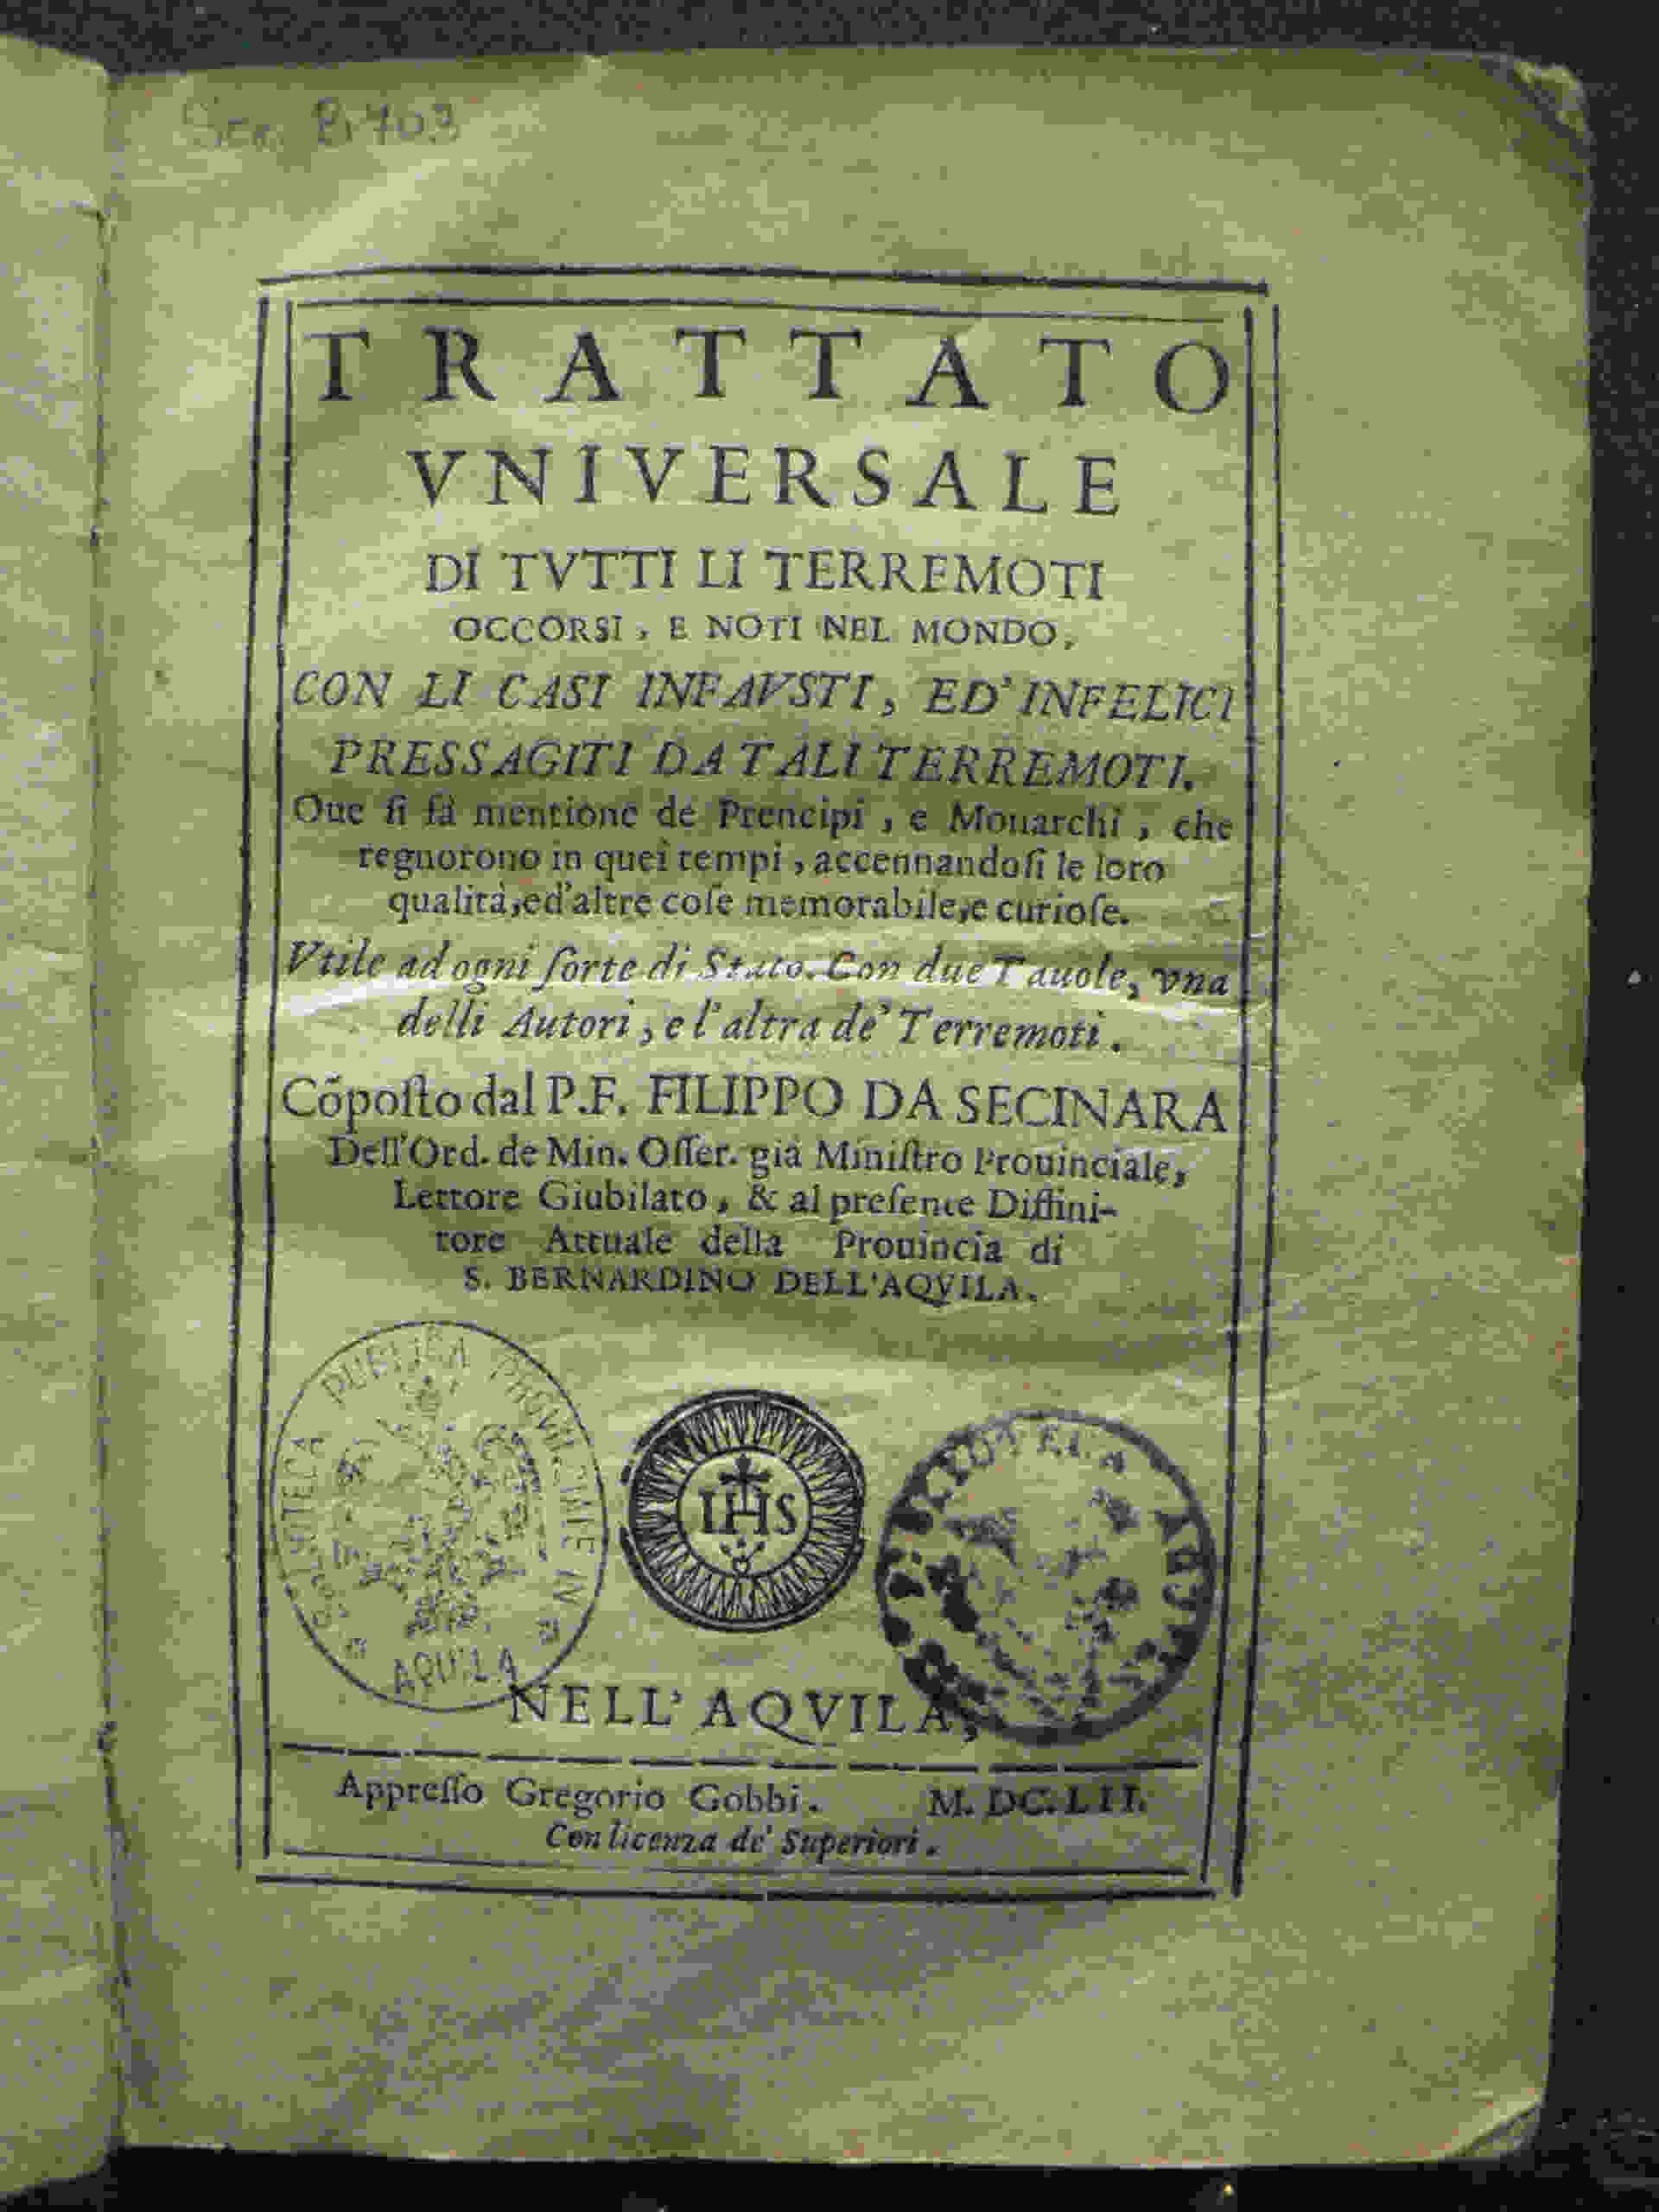 TRATTATO
VNIVERSALE
DI TVTTI LI TERREMOTI
OCCORSI, E NOTI NEL MONDO,
CON LI CASI INFAVSTI, ED' INFELICI
PRESSAGITI DA TALI TERREMOTI.
Oue ſi fà mentione de Prencipi, e Monarchi, che
regnorono in quei tempi, accennandoſi le loro
qualità, ed'altre coſe memorabile, e curioſe.
Vtile ad ogni ſorte di Stato. Con due Tauole, vna
delli Autori, e l'altra de' Terremoti.
Cõpoſto dal P.F. FILIPPO DA SECINARA
Dell'Ord. de Min. Oſſer. già Miniſtro Prouinciale,
Lettore Giubilato, & al preſente Diffini-
tore Attuale della Prouincia di
S. BERNARDINO DELL'AQVILA.
PUBLICA PROVINCIALE IN
AQUILA
IHS
NELL' AQVILA,
Appreſſo Gregorio Gobbi. M. DC. LII.
Con licenza de' Superiori.